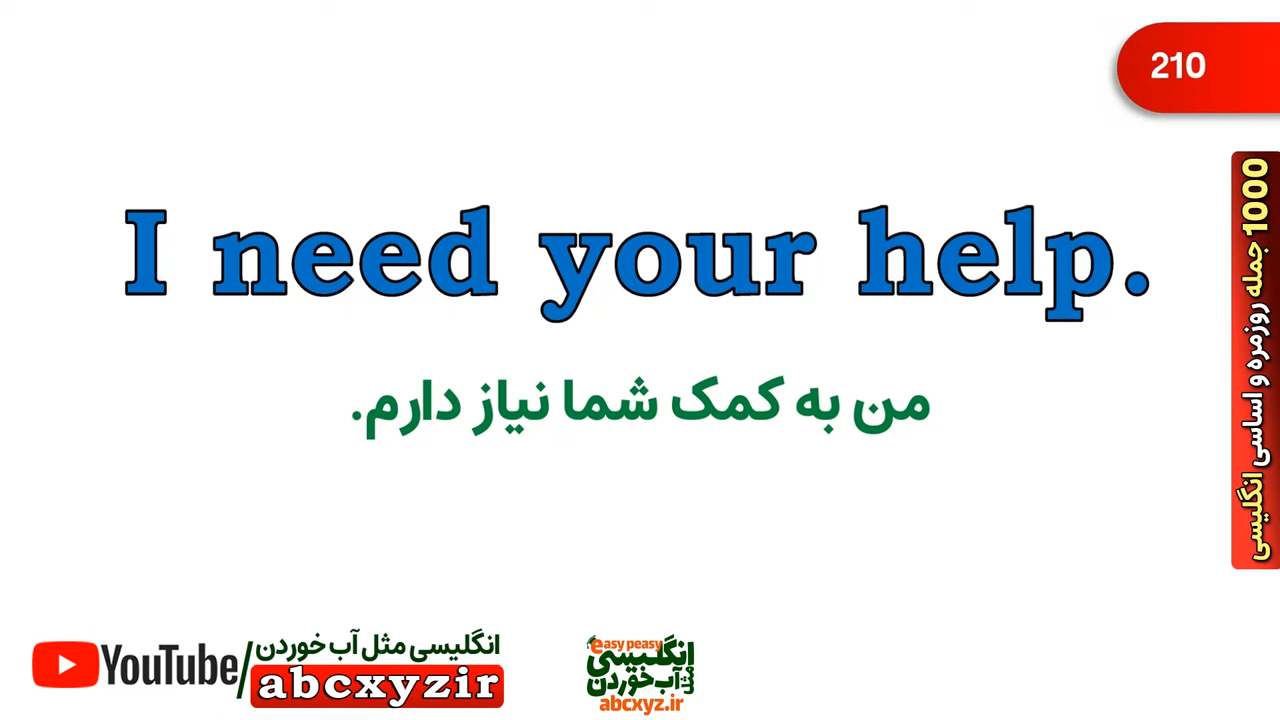 210
I need your help.
من به کمک شما نیاز دارم.
1000 جمله روزمره و اساسی انگلیسی
YouTube/
انگلیسی مثل آب خوردن
abcxyzir
easy peasy
انگلیسی
مثل
آب خوردن
abcxyz.ir